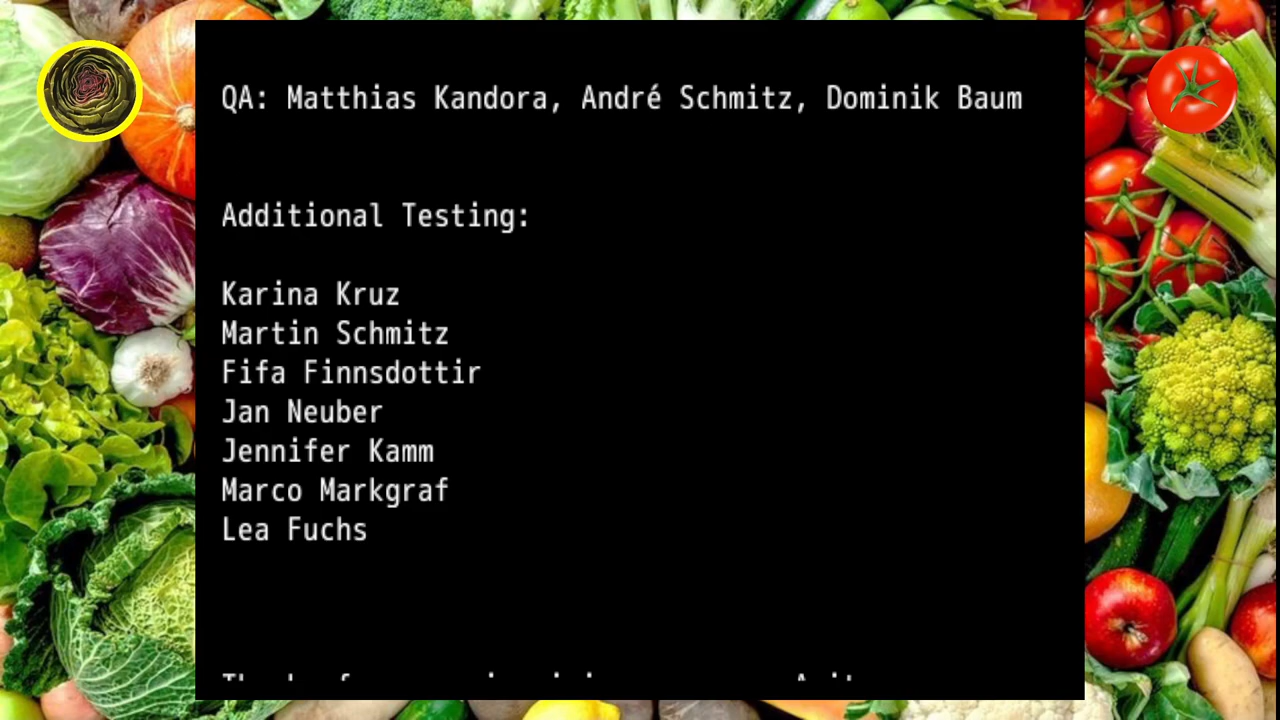 QA: Matthias Kandora, André Schmitz, Dominik Baum
Additional Testing:
Karina Kruz
Martin Schmitz
Fifa Finnsdottir
Jan Neuber
Jennifer Kamm
Marco Markgraf
Lea Fuchs